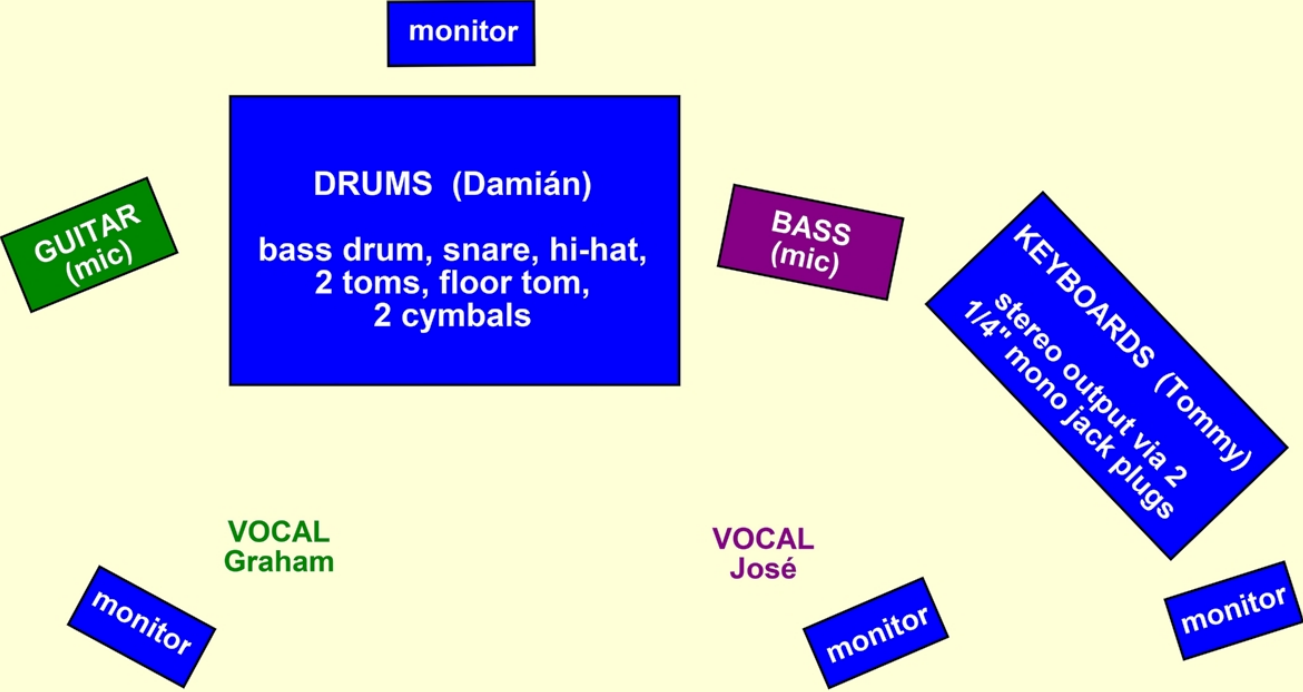 monitor
DRUMS (Damián)
bass drum, snare, hi-hat,
2 toms, floor tom,
2 cymbals
GUITAR
(mic)
BASS
(mic)
KEYBOARDS (Tommy)
stereo output via 2
1/4" mono jack plugs
VOCAL
Graham
VOCAL
José
monitor
monitor
monitor